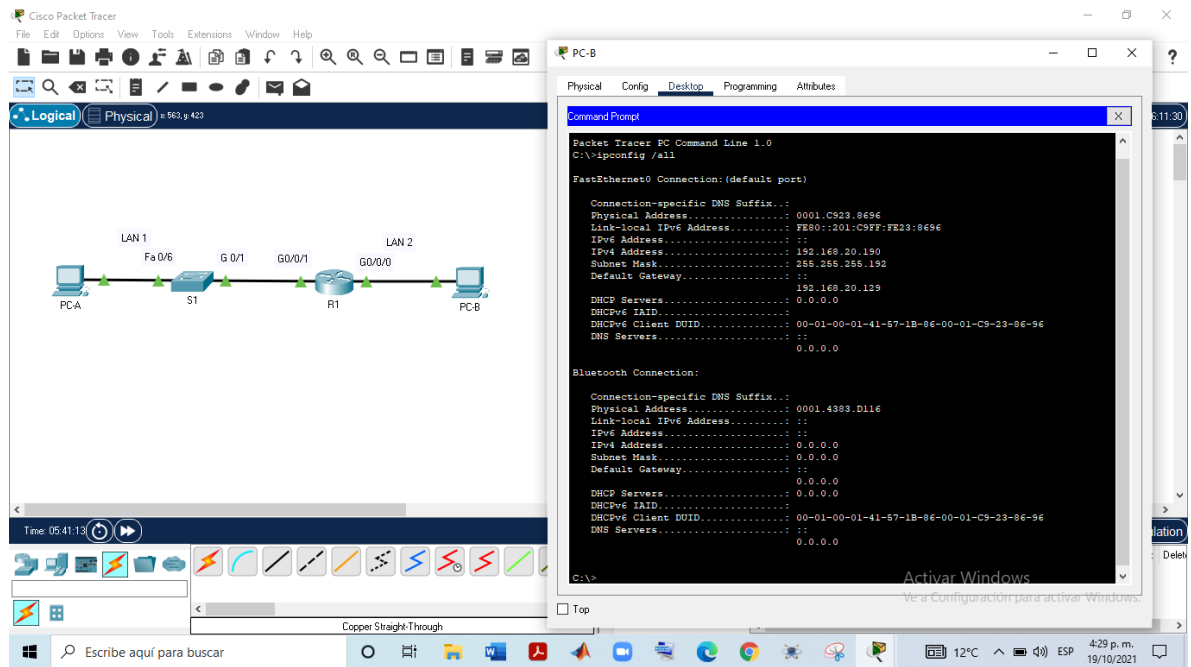 Cisco Packet Tracer
File Edit Options View Tools Extensions Window Help
Logical Physical x: 563, y: 423
6:11:30
LAN 1
Fa 0/6
G 0/1
G0/0/1
LAN 2
G0/0/0
PC-A
S1
R1
PC-B
PC-B
Physical Config Desktop Programming Attributes
Command Prompt
X
Packet Tracer PC Command Line 1.0
C:\>ipconfig /all
FastEthernet0 Connection:(default port)
Connection-specific DNS Suffix..:
Physical Address................: 0001.C923.8696
Link-local IPv6 Address.........: FE80::201:C9FF:FE23:8696
IPv6 Address....................: ::
IPv4 Address....................: 192.168.20.190
Subnet Mask.....................: 255.255.255.192
Default Gateway.................: ::
192.168.20.129
DHCP Servers....................: 0.0.0.0
DHCPv6 IAID.....................:
DHCPv6 Client DUID..............: 00-01-00-01-41-57-1B-86-00-01-C9-23-86-96
DNS Servers.....................: ::
0.0.0.0
Bluetooth Connection:
Connection-specific DNS Suffix..:
Physical Address................: 0001.4383.D116
Link-local IPv6 Address.........: ::
IPv6 Address....................: ::
IPv4 Address....................: 0.0.0.0
Subnet Mask.....................: 0.0.0.0
Default Gateway.................: ::
0.0.0.0
DHCP Servers....................: 0.0.0.0
DHCPv6 IAID.....................:
DHCPv6 Client DUID..............: 00-01-00-01-41-57-1B-86-00-01-C9-23-86-96
DNS Servers.....................: ::
0.0.0.0
C:\>
Activar Windows
Ve a Configuración para activar Windows.
Top
Time: 05:41:13
lation
Delet
Copper Straight-Through
Escribe aquí para buscar
12°C
ESP
4:29 p. m.
19/10/2021